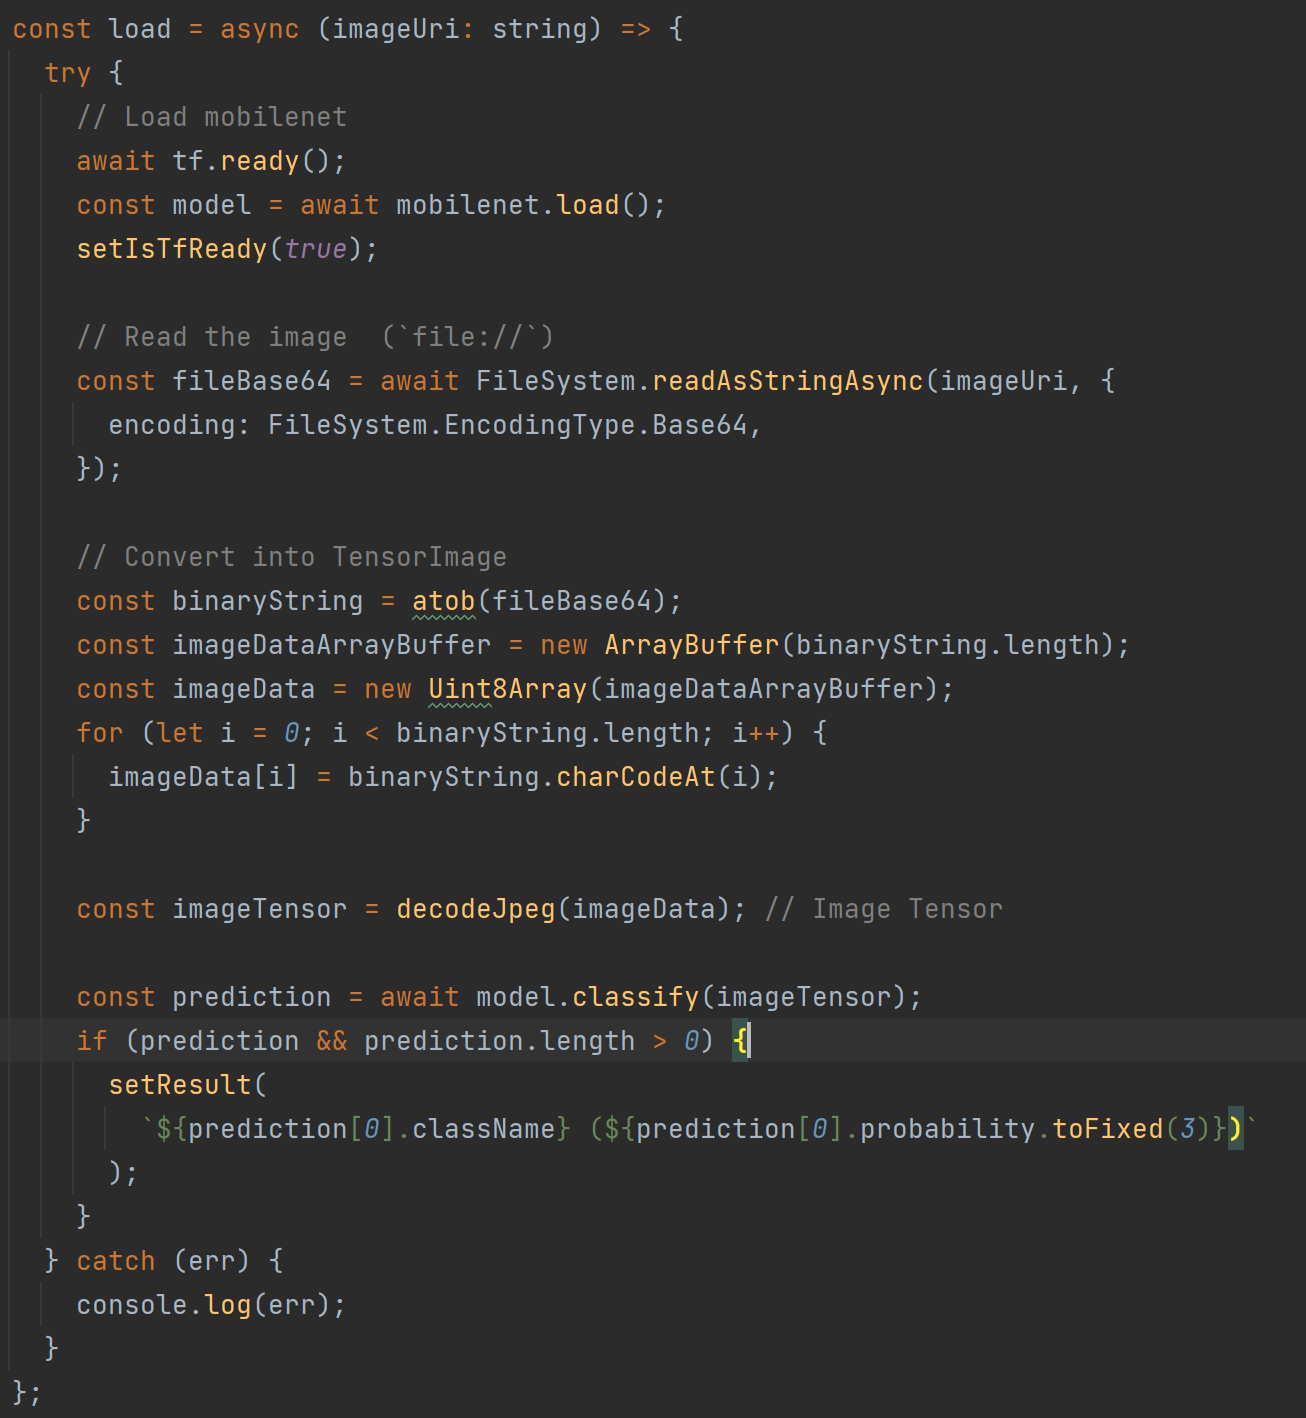 const load = async (imageUri: string) => {
  try {
    // Load mobilenet
    await tf.ready();
    const model = await mobilenet.load();
    setIsTfReady(true);

    // Read the image  (`file://`)
    const fileBase64 = await FileSystem.readAsStringAsync(imageUri, {
      encoding: FileSystem.EncodingType.Base64,
    });

    // Convert into TensorImage
    const binaryString = atob(fileBase64);
    const imageDataArrayBuffer = new ArrayBuffer(binaryString.length);
    const imageData = new Uint8Array(imageDataArrayBuffer);
    for (let i = 0; i < binaryString.length; i++) {
      imageData[i] = binaryString.charCodeAt(i);
    }

    const imageTensor = decodeJpeg(imageData); // Image Tensor

    const prediction = await model.classify(imageTensor);
    if (prediction && prediction.length > 0) {
      setResult(
        `${prediction[0].className} (${prediction[0].probability.toFixed(3)})`
      );
    }
  } catch (err) {
    console.log(err);
  }
};